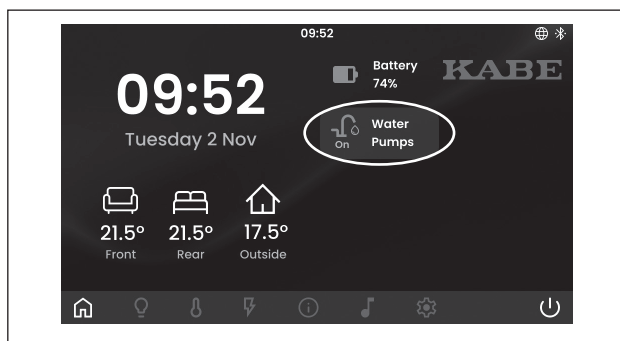 09:52
09:52
Tuesday 2 Nov
Battery
74%
KABE
On
Water
Pumps
21.5° 21.5° 17.5°
Front Rear Outside